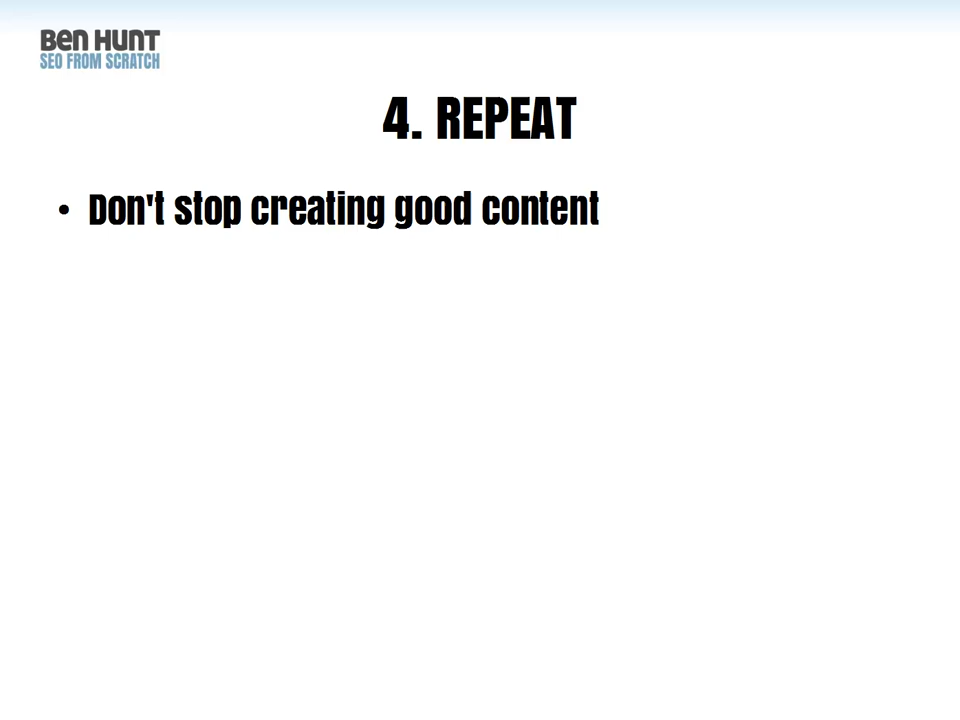 BEN HUNT
SEO FROM SCRATCH
4. REPEAT
• Don't stop creating good content